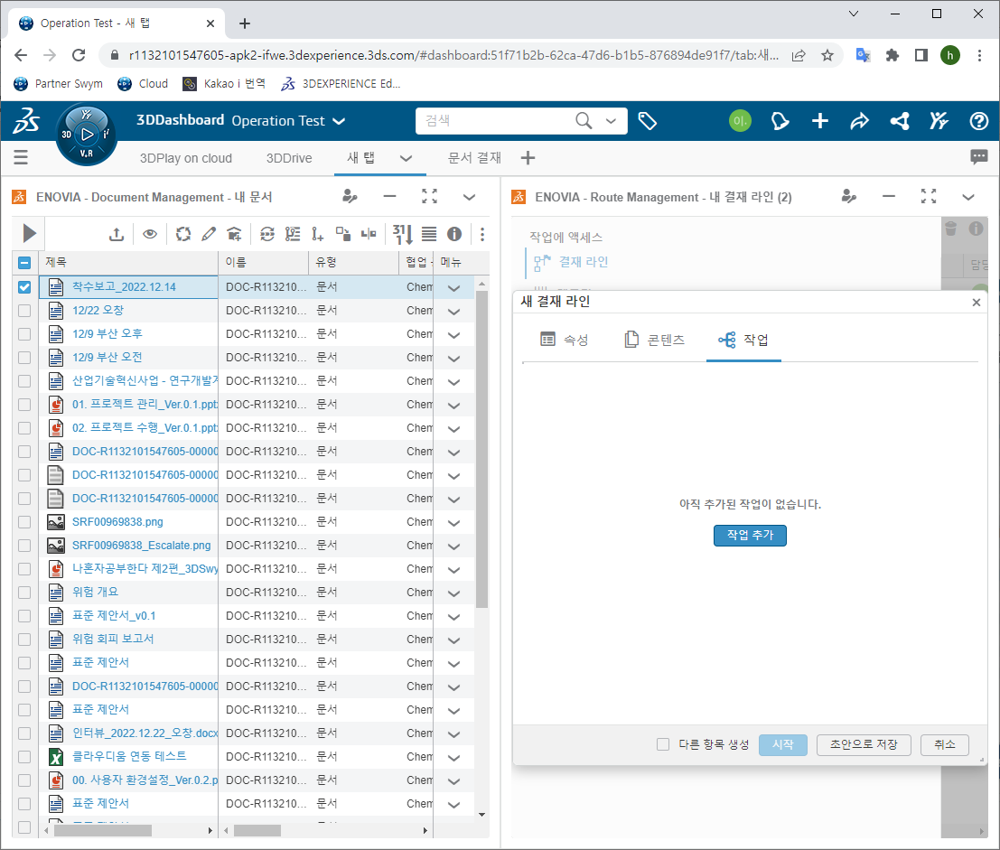 Operation Test - 새 탭
r1132101547605-apk2-ifwe.3dexperience.3ds.com/#dashboard:51f71b2b-62ca-47d6-b1b5-876894de91f7/tab:새...
h
Partner Swym Cloud Kakao i 번역 3DEXPERIENCE Ed...
3DDashboard Operation Test 검색 이.
3D V.R
3DPlay on cloud 3DDrive 새 탭 문서 결재
ENOVIA - Document Management - 내 문서
제목 이름 유형 협업 메뉴
착수보고_2022.12.14 DOC-R113210... 문서 Chem
12/22 오창 DOC-R113210... 문서 Chem
12/9 부산 오후 DOC-R113210... 문서 Chem
12/9 부산 오전 DOC-R113210... 문서 Chem
산업기술혁신사업 - 연구개발 DOC-R113210... 문서 Chem
01. 프로젝트 관리_Ver.0.1.pptx DOC-R113210... 문서 Chem
02. 프로젝트 수행_Ver.0.1.pptx DOC-R113210... 문서 Chem
DOC-R1132101547605-00000 DOC-R113210... 문서 Chem
DOC-R1132101547605-00000 DOC-R113210... 문서 Chem
DOC-R1132101547605-00000 DOC-R113210... 문서 Chem
SRF00969838.png DOC-R113210... 문서 Chem
SRF00969838_Escalate.png DOC-R113210... 문서 Chem
나혼자공부한다 제2편_3DSwy DOC-R113210... 문서 Chem
위험 개요 DOC-R113210... 문서 Chem
표준 제안서_v0.1 DOC-R113210... 문서 Chem
위험 회피 보고서 DOC-R113210... 문서 Chem
표준 제안서 DOC-R113210... 문서 Chem
DOC-R1132101547605-00000 DOC-R113210... 문서 Chem
표준 제안서 DOC-R113210... 문서 Chem
인터뷰_2022.12.22_오창.docx DOC-R113210... 문서 Chem
클라우디움 연동 테스트 DOC-R113210... 문서 Chem
00. 사용자 환경설정_Ver.0.2.p DOC-R113210... 문서 Chem
표준 제안서 DOC-R113210... 문서 Chem
ENOVIA - Route Management - 내 결재 라인 (2)
작업에 액세스
결재 라인
담당
새 결재 라인
속성 콘텐츠 작업
아직 추가된 작업이 없습니다.
작업 추가
다른 항목 생성 시작 초안으로 저장 취소